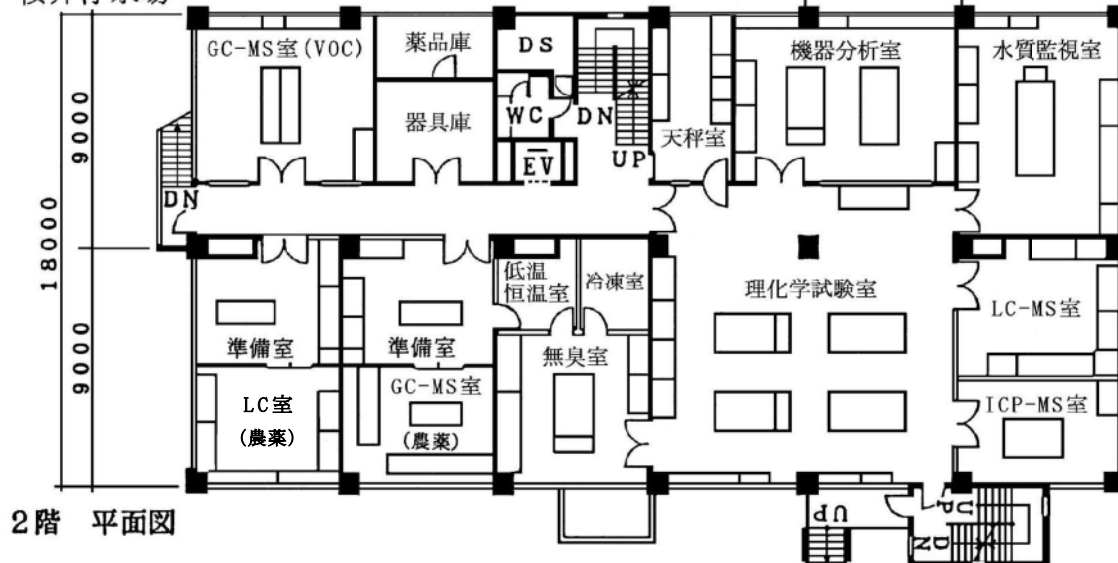 GC-MS室(VOC)
薬品庫
DS
機器分析室
水質監視室
器具庫
WC
DN
天秤室
EV
UP
DN
9000
18000
9000
低温
恒温室
冷凍室
理化学試験室
LC-MS室
準備室
準備室
無臭室
LC室
(農薬)
GC-MS室
(農薬)
ICP-MS室
2階 平面図
UP
UP
DN